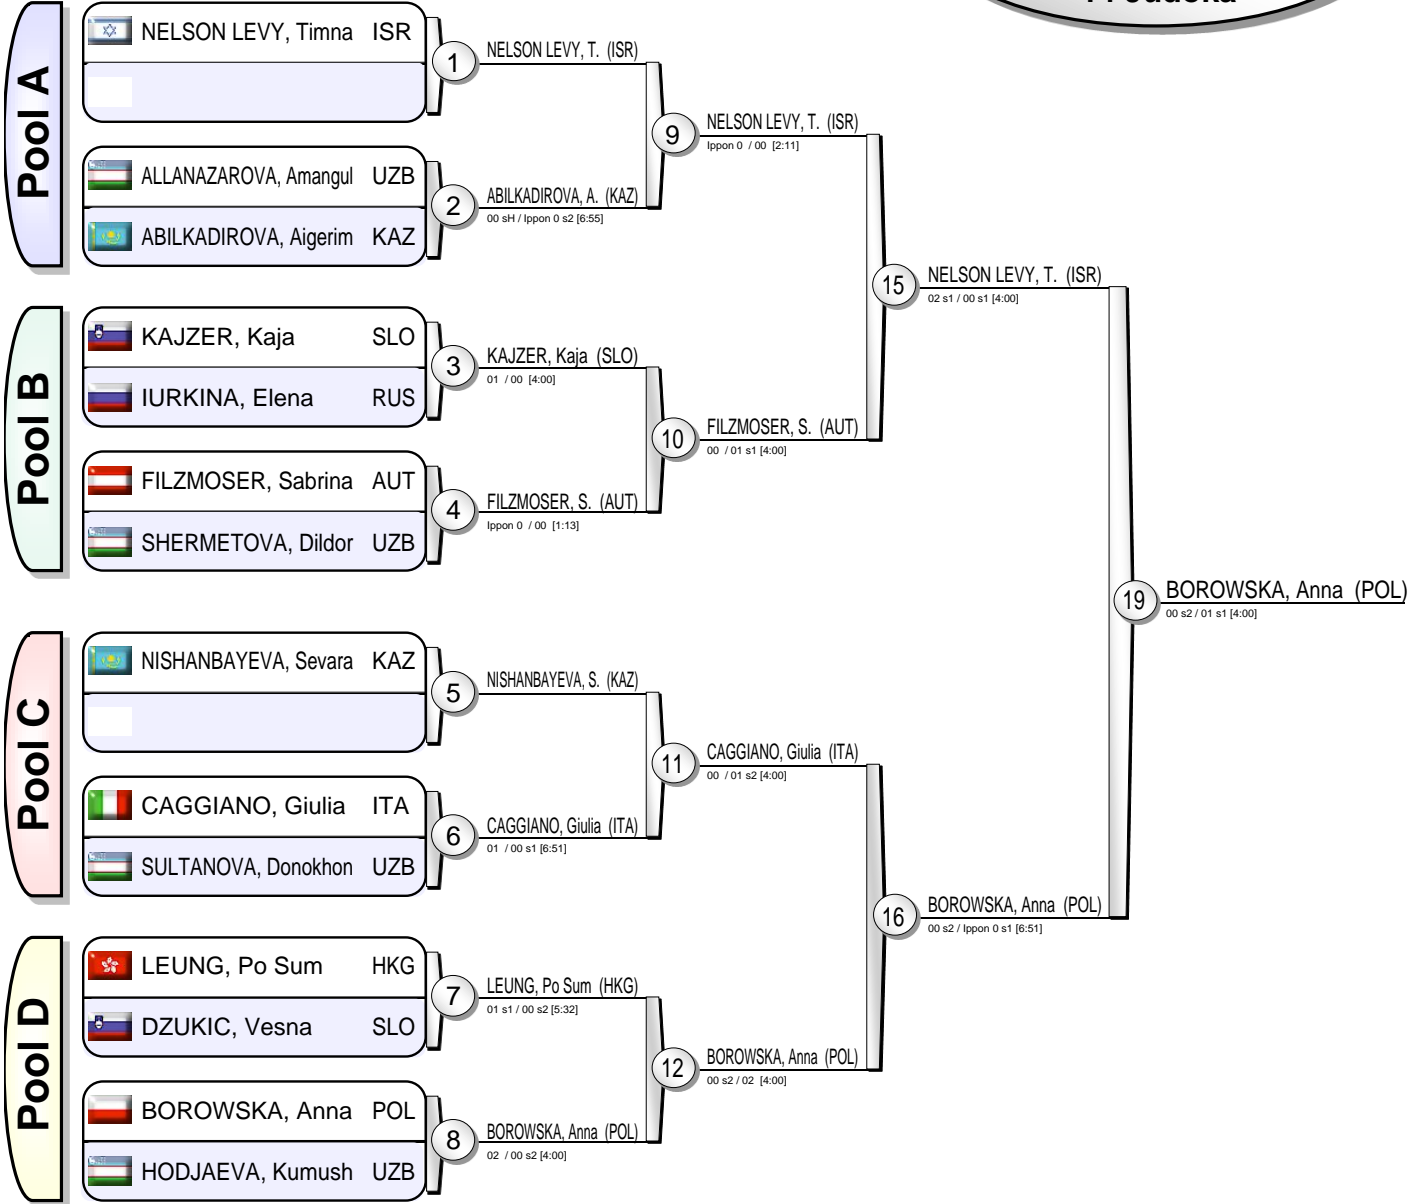 Pool A
NELSON LEVY, Timna ISR
ALLANAZAROVA, Amangul UZB
ABILKADIROVA, Aigerim KAZ
Pool B
KAJZER, Kaja SLO
IURKINA, Elena RUS
FILZMOSER, Sabrina AUT
SHERMETOVA, Dildor UZB
Pool C
NISHANBAYEVA, Sevara KAZ
CAGGIANO, Giulia ITA
SULTANOVA, Donokhon UZB
Pool D
LEUNG, Po Sum HKG
DZUKIC, Vesna SLO
BOROWSKA, Anna POL
HODJAEVA, Kumush UZB
1 NELSON LEVY, T. (ISR)
2 ABILKADIROVA, A. (KAZ)
00 sH / Ippon 0 s2 [6:55]
3 KAJZER, Kaja (SLO)
01 / 00 [4:00]
4 FILZMOSER, S. (AUT)
Ippon 0 / 00 [1:13]
5 NISHANBAYEVA, S. (KAZ)
6 CAGGIANO, Giulia (ITA)
01 / 00 s1 [6:51]
7 LEUNG, Po Sum (HKG)
01 s1 / 00 s2 [5:32]
8 BOROWSKA, Anna (POL)
02 / 00 s2 [4:00]
9 NELSON LEVY, T. (ISR)
Ippon 0 / 00 [2:11]
10 FILZMOSER, S. (AUT)
00 / 01 s1 [4:00]
11 CAGGIANO, Giulia (ITA)
00 / 01 s2 [4:00]
12 BOROWSKA, Anna (POL)
00 s2 / 02 [4:00]
15 NELSON LEVY, T. (ISR)
02 s1 / 00 s1 [4:00]
16 BOROWSKA, Anna (POL)
00 s2 / Ippon 0 s1 [6:51]
19 BOROWSKA, Anna (POL)
00 s2 / 01 s1 [4:00]